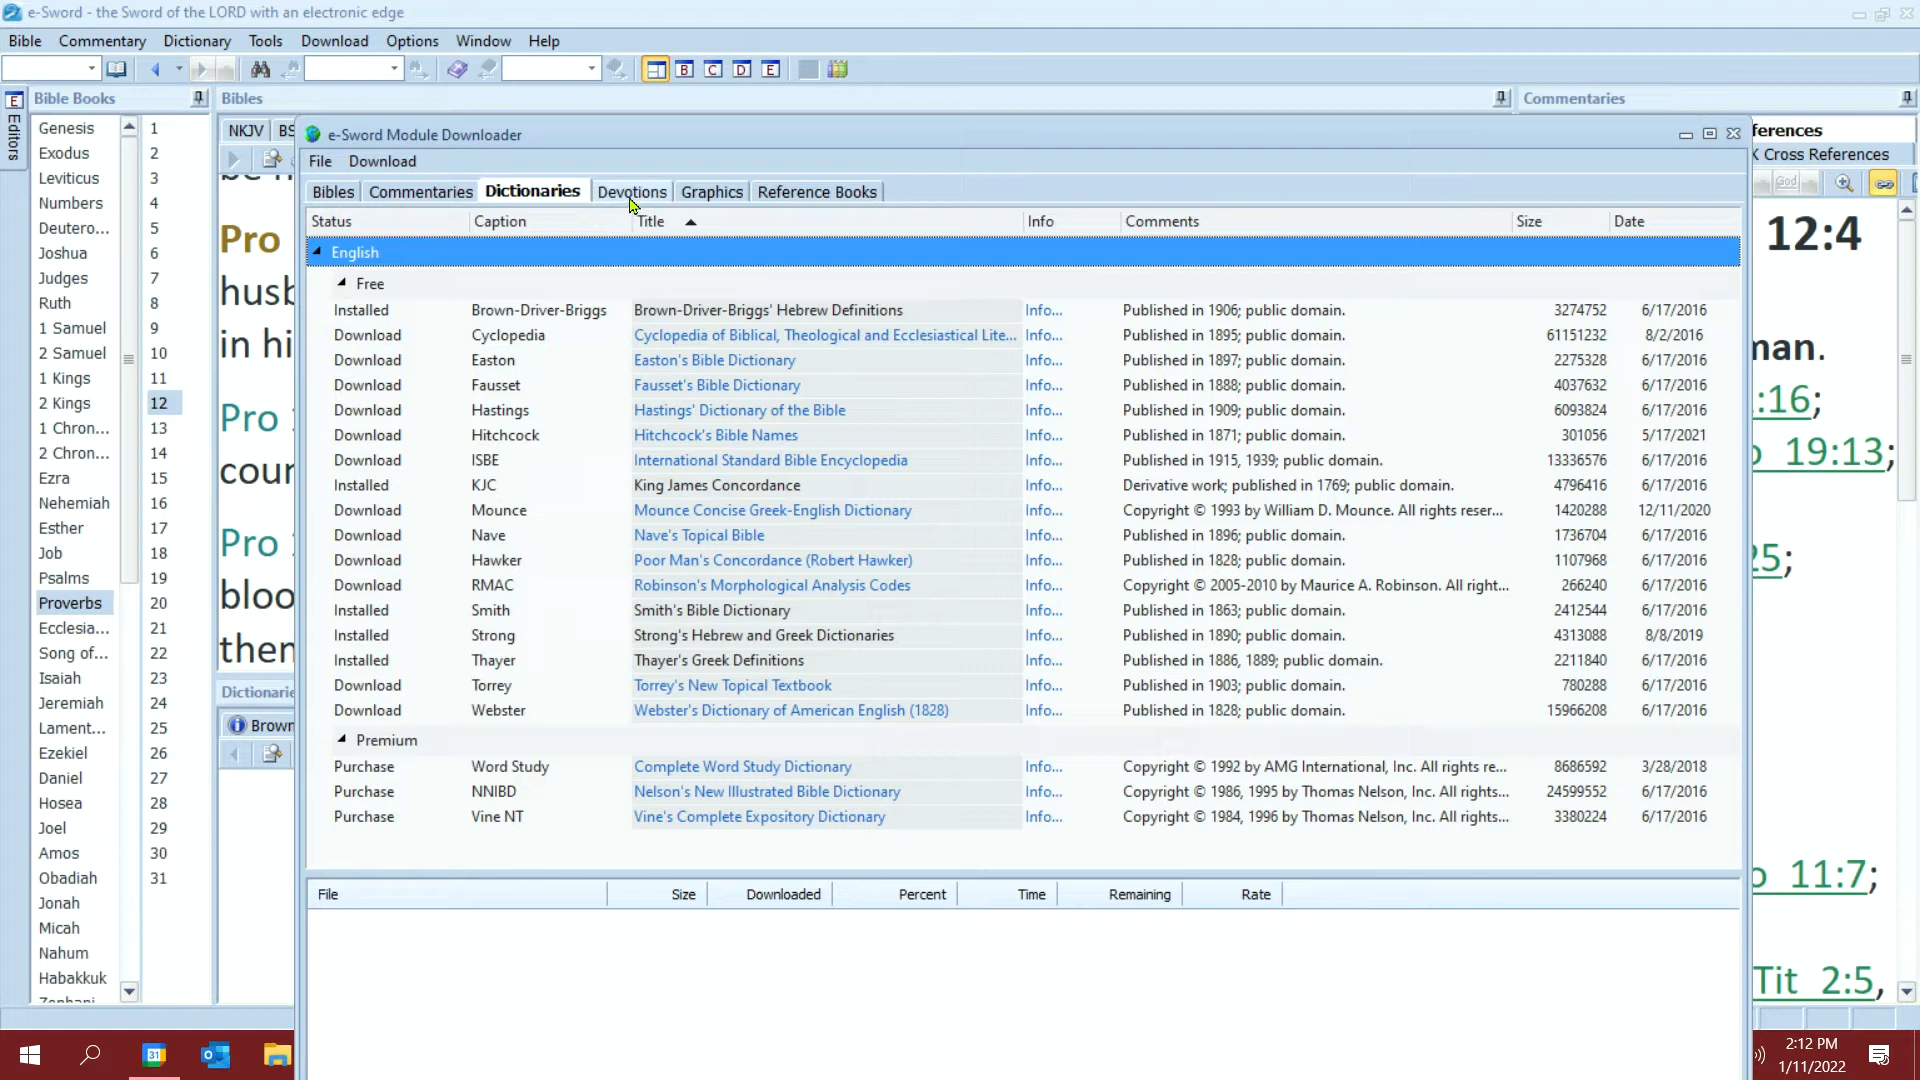 e-Sword - the Sword of the LORD with an electronic edge
Bible Commentary Dictionary Tools Download Options Window Help
B C D E
E Bible Books Bibles Commentaries
Editors
Genesis
Exodus
Leviticus
Numbers
Deutero...
Joshua
Judges
Ruth
1 Samuel
2 Samuel
1 Kings
2 Kings
1 Chron...
2 Chron...
Ezra
Nehemiah
Esther
Job
Psalms
Proverbs
Ecclesia...
Song of...
Isaiah
Jeremiah
Lament...
Ezekiel
Daniel
Hosea
Joel
Amos
Obadiah
Jonah
Micah
Nahum
Habakkuk
1
2
3
4
5
6
7
8
9
10
11
12
13
14
15
16
17
18
19
20
21
22
23
24
25
26
27
28
29
30
31
NKJV BS
Pro
husb
in hi
Pro
cour
Pro
bloo
then
Dictionarie
Brown
e-Sword Module Downloader
File Download
Bibles Commentaries Dictionaries Devotions Graphics Reference Books
Status Caption Title Info Comments Size Date
English
Free
Installed Brown-Driver-Briggs Brown-Driver-Briggs' Hebrew Definitions Info... Published in 1906; public domain. 3274752 6/17/2016
Download Cyclopedia Cyclopedia of Biblical, Theological and Ecclesiastical Lite... Info... Published in 1895; public domain. 61151232 8/2/2016
Download Easton Easton's Bible Dictionary Info... Published in 1897; public domain. 2275328 6/17/2016
Download Fausset Fausset's Bible Dictionary Info... Published in 1888; public domain. 4037632 6/17/2016
Download Hastings Hastings' Dictionary of the Bible Info... Published in 1909; public domain. 6093824 6/17/2016
Download Hitchcock Hitchcock's Bible Names Info... Published in 1871; public domain. 301056 5/17/2021
Download ISBE International Standard Bible Encyclopedia Info... Published in 1915, 1939; public domain. 13336576 6/17/2016
Installed KJC King James Concordance Info... Derivative work; published in 1769; public domain. 4796416 6/17/2016
Download Mounce Mounce Concise Greek-English Dictionary Info... Copyright © 1993 by William D. Mounce. All rights reser... 1420288 12/11/2020
Download Nave Nave's Topical Bible Info... Published in 1896; public domain. 1736704 6/17/2016
Download Hawker Poor Man's Concordance (Robert Hawker) Info... Published in 1828; public domain. 1107968 6/17/2016
Download RMAC Robinson's Morphological Analysis Codes Info... Copyright © 2005-2010 by Maurice A. Robinson. All right... 266240 6/17/2016
Installed Smith Smith's Bible Dictionary Info... Published in 1863; public domain. 2412544 6/17/2016
Installed Strong Strong's Hebrew and Greek Dictionaries Info... Published in 1890; public domain. 4313088 8/8/2019
Installed Thayer Thayer's Greek Definitions Info... Published in 1886, 1889; public domain. 2211840 6/17/2016
Download Torrey Torrey's New Topical Textbook Info... Published in 1903; public domain. 780288 6/17/2016
Download Webster Webster's Dictionary of American English (1828) Info... Published in 1828; public domain. 15966208 6/17/2016
Premium
Purchase Word Study Complete Word Study Dictionary Info... Copyright © 1992 by AMG International, Inc. All rights re... 8686592 3/28/2018
Purchase NNIBD Nelson's New Illustrated Bible Dictionary Info... Copyright © 1986, 1995 by Thomas Nelson, Inc. All rights... 24599552 6/17/2016
Purchase Vine NT Vine's Complete Expository Dictionary Info... Copyright © 1984, 1996 by Thomas Nelson, Inc. All rights... 3380224 6/17/2016
File Size Downloaded Percent Time Remaining Rate
ferences
K Cross References
God
12:4
man.
:16;
19:13;
25;
11:7;
Tit 2:5,
31
2:12 PM
1/11/2022